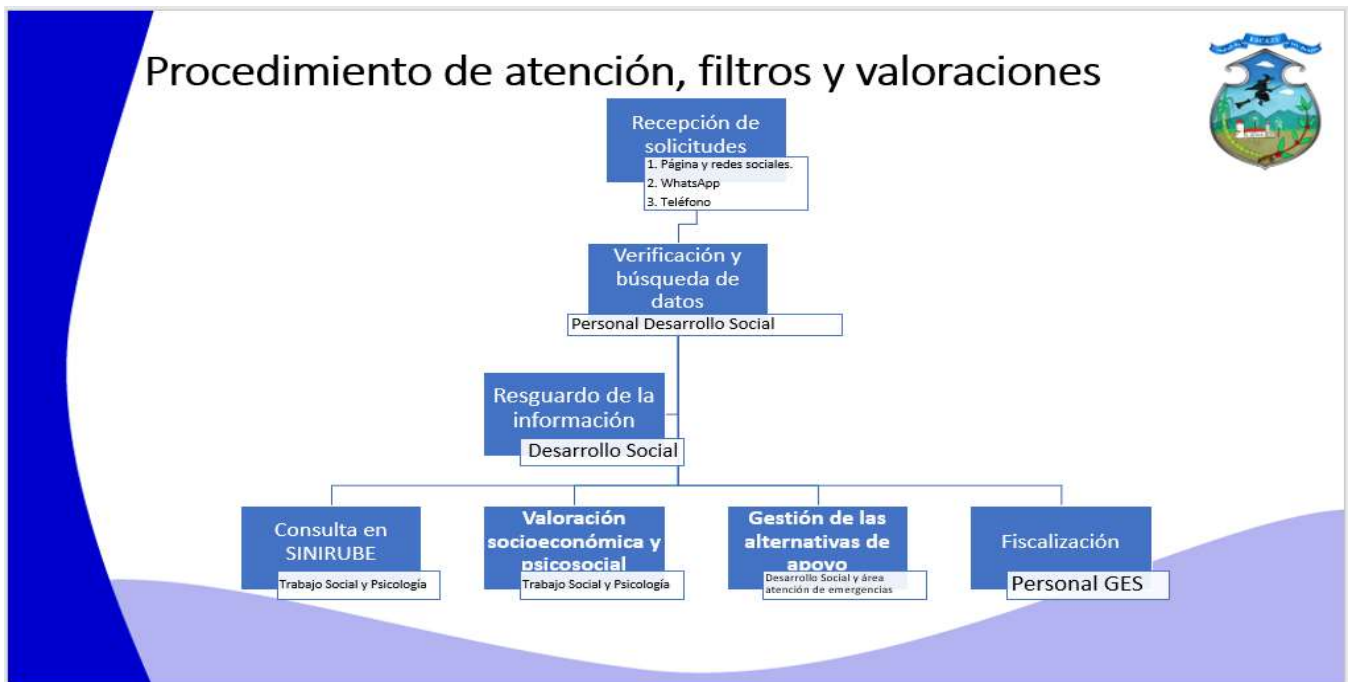 Procedimiento de atención, filtros y valoraciones
ESCAZÚ
Recepción de
solicitudes
1. Página y redes sociales.
2. WhatsApp
3. Teléfono
Verificación y
búsqueda de
datos
Personal Desarrollo Social
Resguardo de la
información
Desarrollo Social
Consulta en
SINIRUBE
Trabajo Social y Psicología
Valoración
socioeconómica y
psicosocial
Trabajo Social y Psicología
Gestión de las
alternativas de
apoyo
Desarrollo Social y área
atención de emergencias
Fiscalización
Personal GES